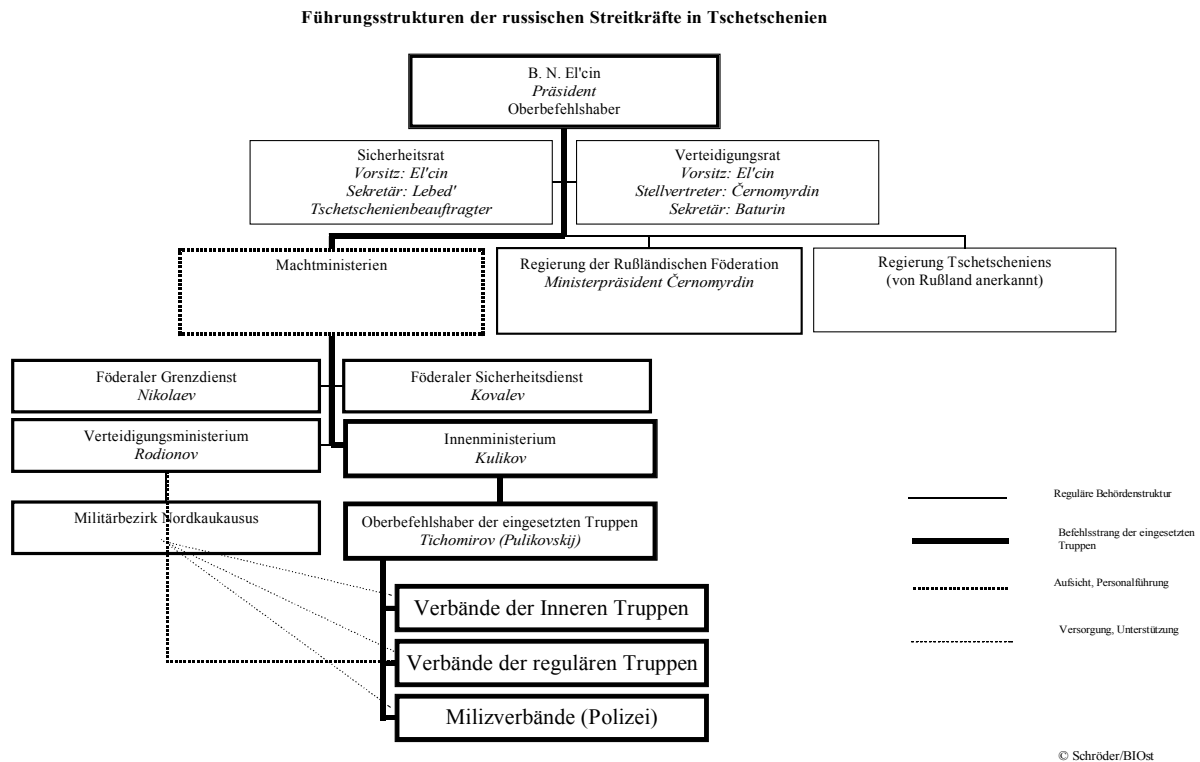 Führungsstrukturen der russischen Streitkräfte in Tschetschenien
B. N. El'cin
Präsident
Oberbefehlshaber
Sicherheitsrat
Vorsitz: El'cin
Sekretär: Lebed'
Tschetschenienbeauftragter
Verteidigungsrat
Vorsitz: El'cin
Stellvertreter: Černomyrdin
Sekretär: Baturin
Machtministerien
Regierung der Rußländischen Föderation
Ministerpräsident Černomyrdin
Regierung Tschetscheniens
(von Rußland anerkannt)
Föderaler Grenzdienst
Nikolaev
Föderaler Sicherheitsdienst
Kovalev
Verteidigungsministerium
Rodionov
Innenministerium
Kulikov
Militärbezirk Nordkaukausus
Oberbefehlshaber der eingesetzten Truppen
Tichomirov (Pulikovskij)
Verbände der Inneren Truppen
Verbände der regulären Truppen
Milizverbände (Polizei)
Reguläre Behördenstruktur
Befehlsstrang der eingesetzten
Truppen
Aufsicht, Personalführung
Versorgung, Unterstützung
© Schröder/BIOst